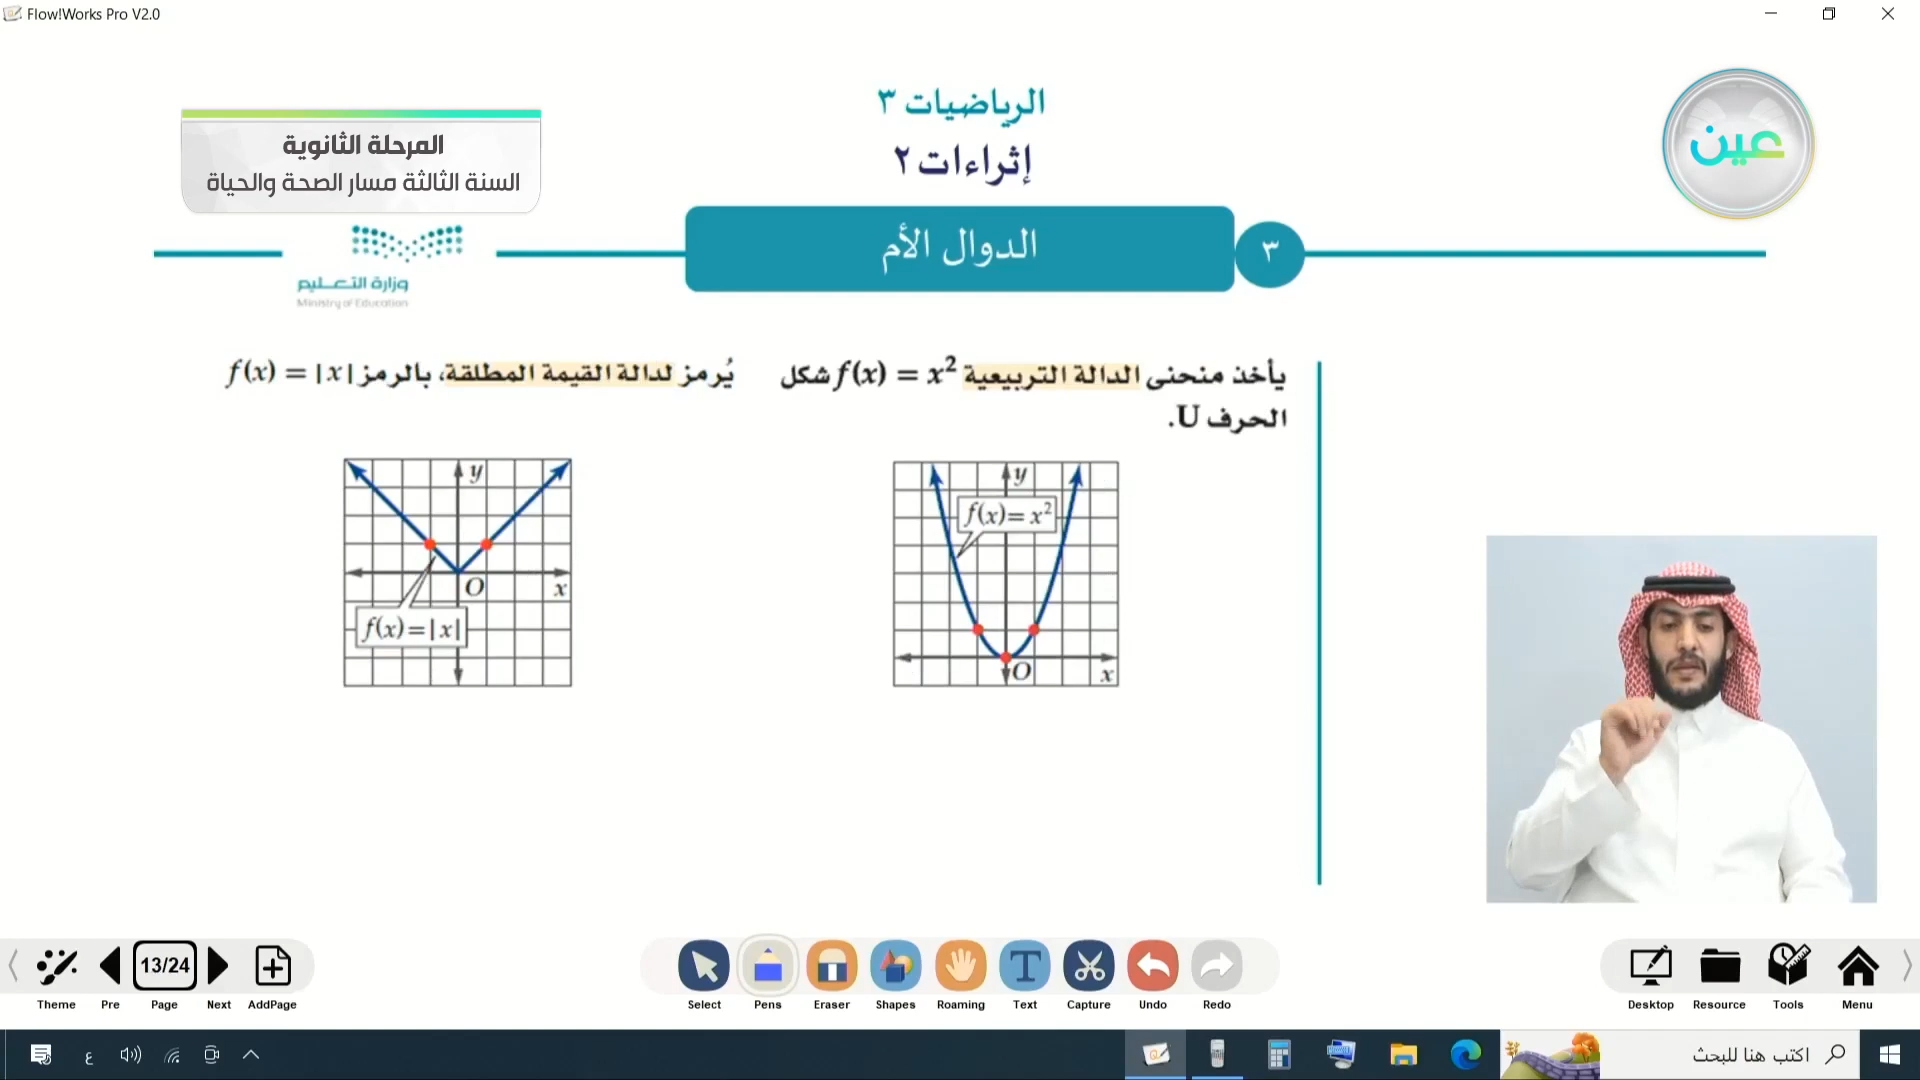 Flow!Works Pro V2.0
الرياضيات ٣
إثراءات ٢
عين
المرحلة الثانوية
السنة الثالثة مسار الصحة والحياة
٣
الدوال الأم
وزارة التعليم
Ministry of Education
يأخذ منحنى الدالة التربيعية f(x) = x² شكل
الحرف U.
يُرمز لدالة القيمة المطلقة، بالرمز f(x) = |x|
y
f(x)= x²
O
x
y
O
x
f(x)=|x|
13/24
Theme
Pre
Page
Next
AddPage
Select
Pens
Eraser
Shapes
Roaming
T
Text
Capture
Undo
Redo
Desktop
Resource
Tools
Menu
ع
اكتب هنا للبحث